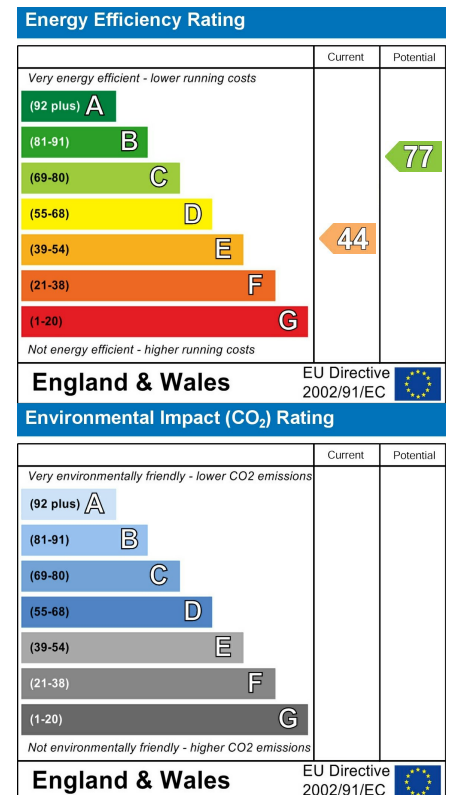 Energy Efficiency Rating
Current Potential
Very energy efficient - lower running costs
(92 plus) A
(81-91) B
77
(69-80) C
(55-68) D
44
(39-54) E
(21-38) F
(1-20) G
Not energy efficient - higher running costs
England & Wales
EU Directive
2002/91/EC
Environmental Impact (CO₂) Rating
Current Potential
Very environmentally friendly - lower CO2 emissions
(92 plus) A
(81-91) B
(69-80) C
(55-68) D
(39-54) E
(21-38) F
(1-20) G
Not environmentally friendly - higher CO2 emissions
England & Wales
EU Directive
2002/91/EC